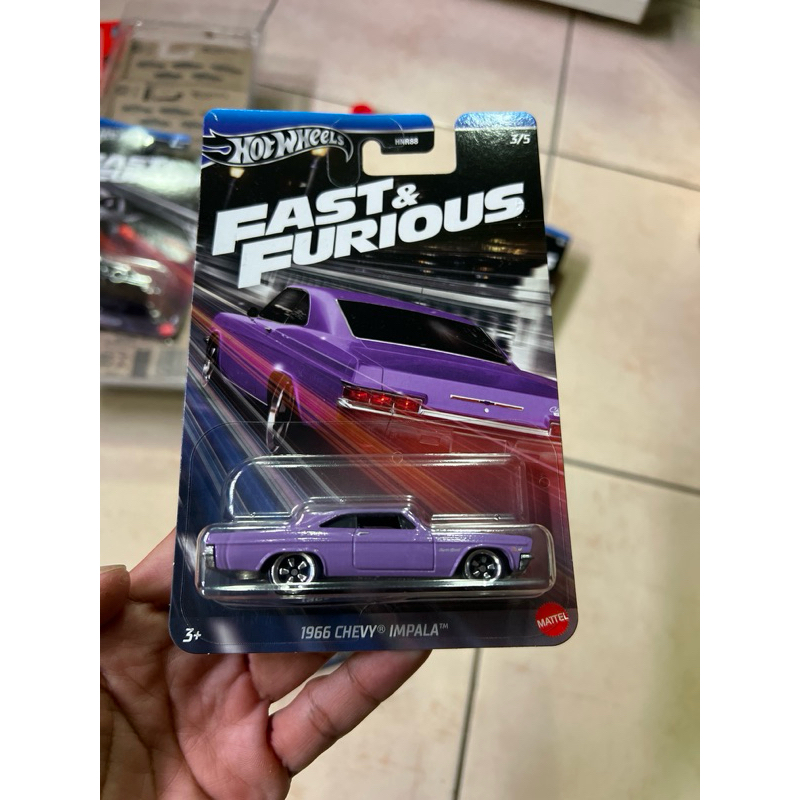 HOT WHEELS
HNR88
3/5
FAST &
FURIOUS
3+
1966 CHEVY® IMPALA™
MATTEL